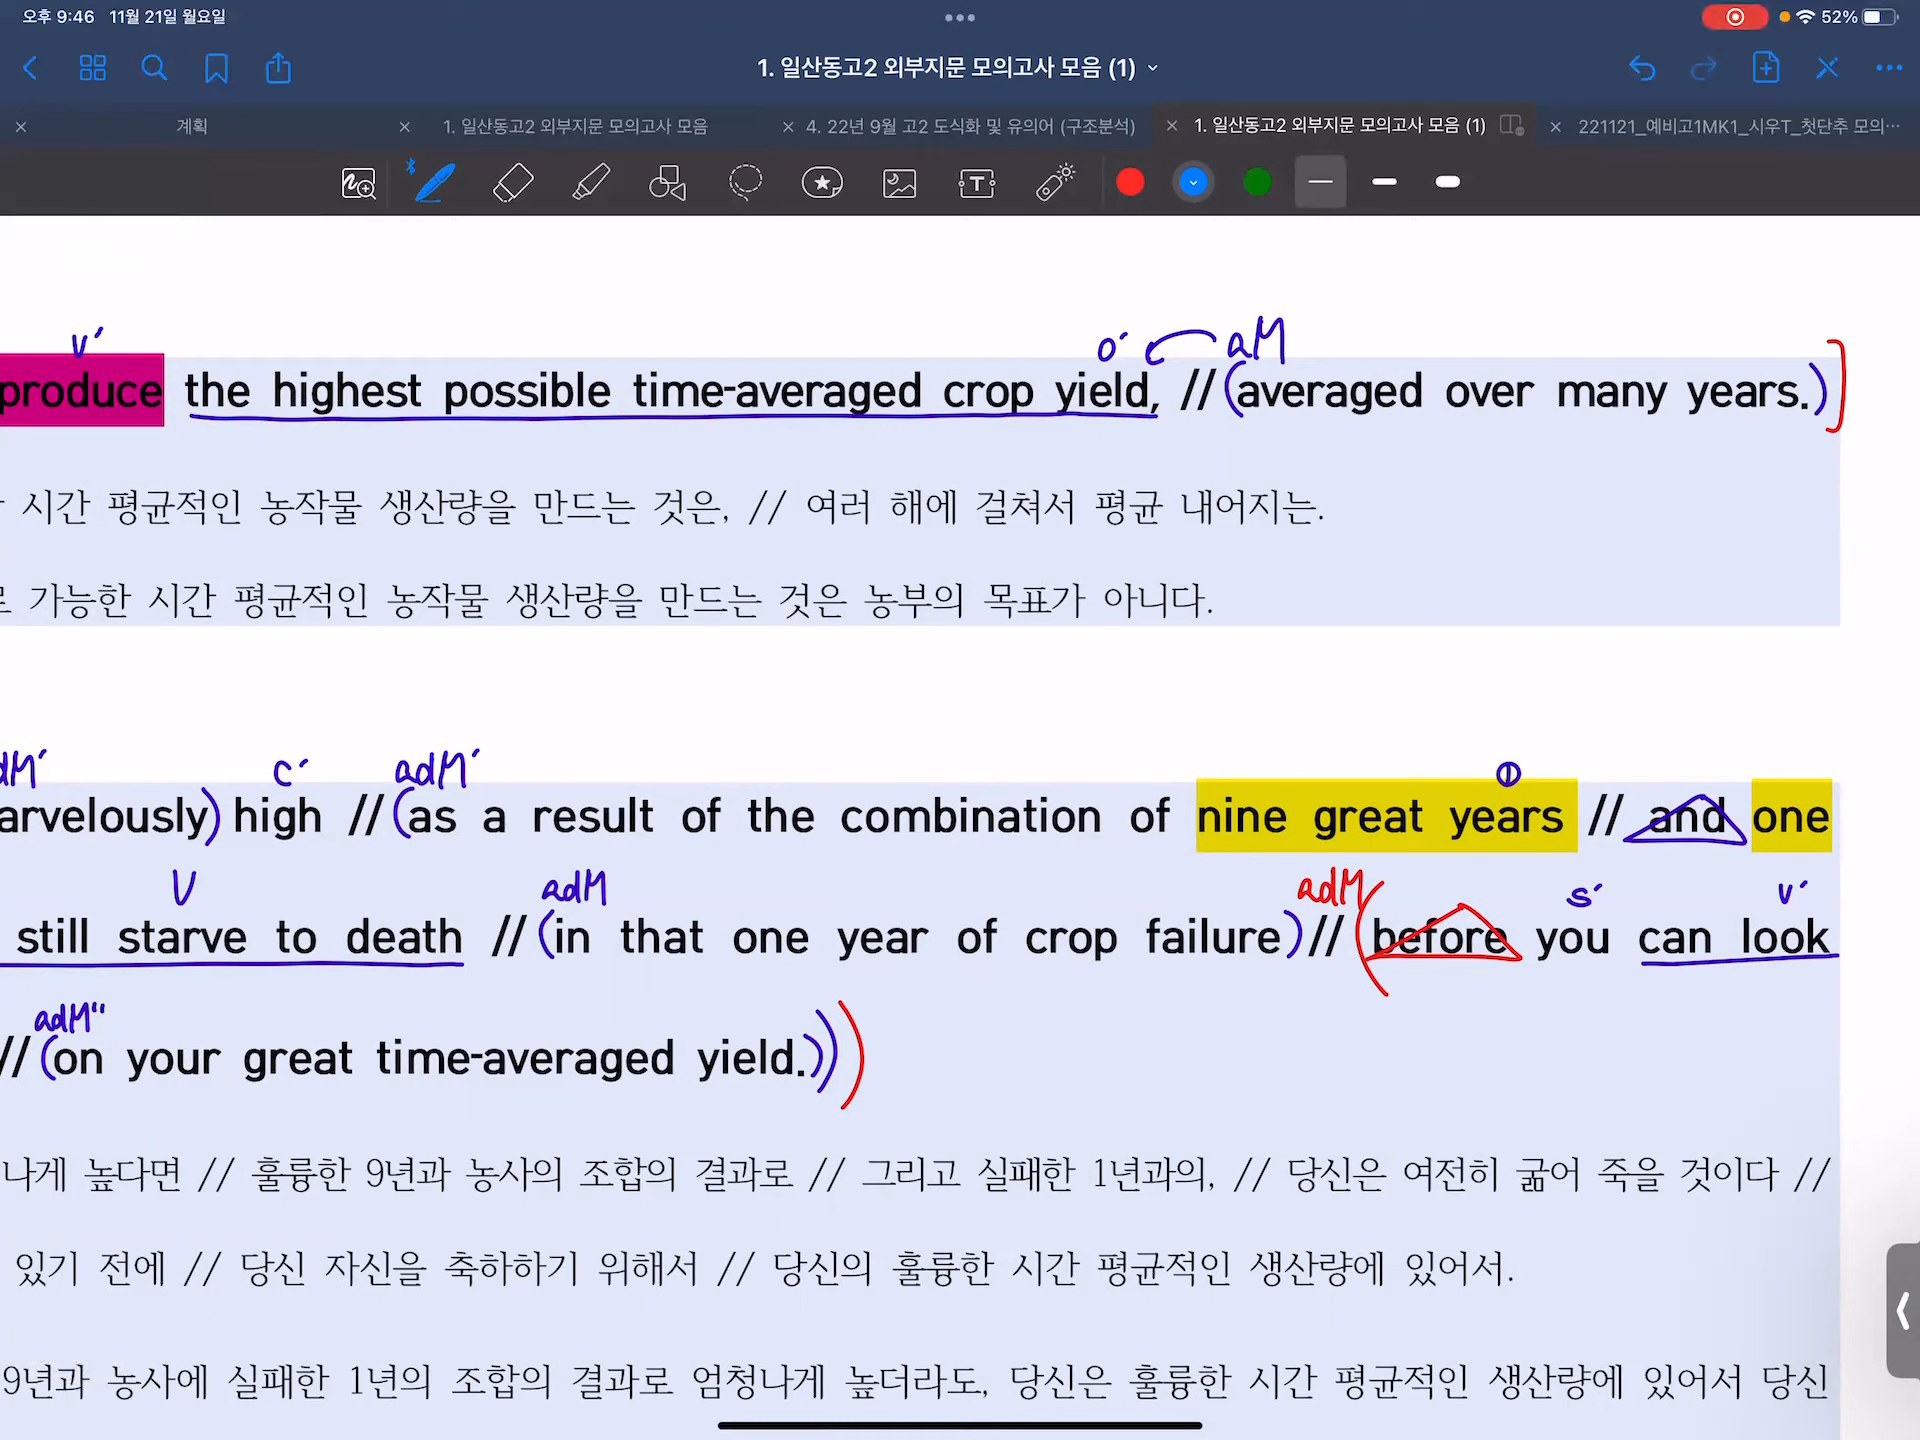 오후 9:46 11월 21일 월요일
52%
1. 일산동고2 외부지문 모의고사 모음 (1)
계획
1. 일산동고2 외부지문 모의고사 모음
4. 22년 9월 고2 도식화 및 유의어 (구조분석)
1. 일산동고2 외부지문 모의고사 모음 (1)
221121_예비고1MK1_시우T_첫단추 모의…
v´ o´ aM
produce the highest possible time-averaged crop yield, // (averaged over many years.)]
시간 평균적인 농작물 생산량을 만드는 것은, // 여러 해에 걸쳐서 평균 내어지는.
가능한 시간 평균적인 농작물 생산량을 만드는 것은 농부의 목표가 아니다.
dM´ c´ adM´ ①
arvelously) high // (as a result of the combination of nine great years // and one
V adM adM s´ v´
still starve to death // (in that one year of crop failure) // (before you can look
adM"
// (on your great time-averaged yield.)))
나게 높다면 // 훌륭한 9년과 농사의 조합의 결과로 // 그리고 실패한 1년과의, // 당신은 여전히 굶어 죽을 것이다 //
있기 전에 // 당신 자신을 축하하기 위해서 // 당신의 훌륭한 시간 평균적인 생산량에 있어서.
9년과 농사에 실패한 1년의 조합의 결과로 엄청나게 높더라도, 당신은 훌륭한 시간 평균적인 생산량에 있어서 당신